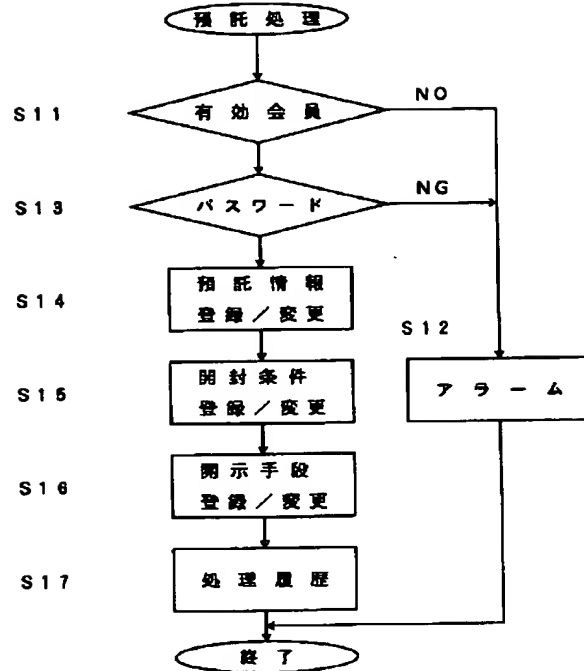 預託処理
S11
有効会員
NO
S13
パスワード
NG
S14
預託情報
登録／変更
S12
アラーム
S15
開封条件
登録／変更
S16
開示手段
登録／変更
S17
処理履歴
終了